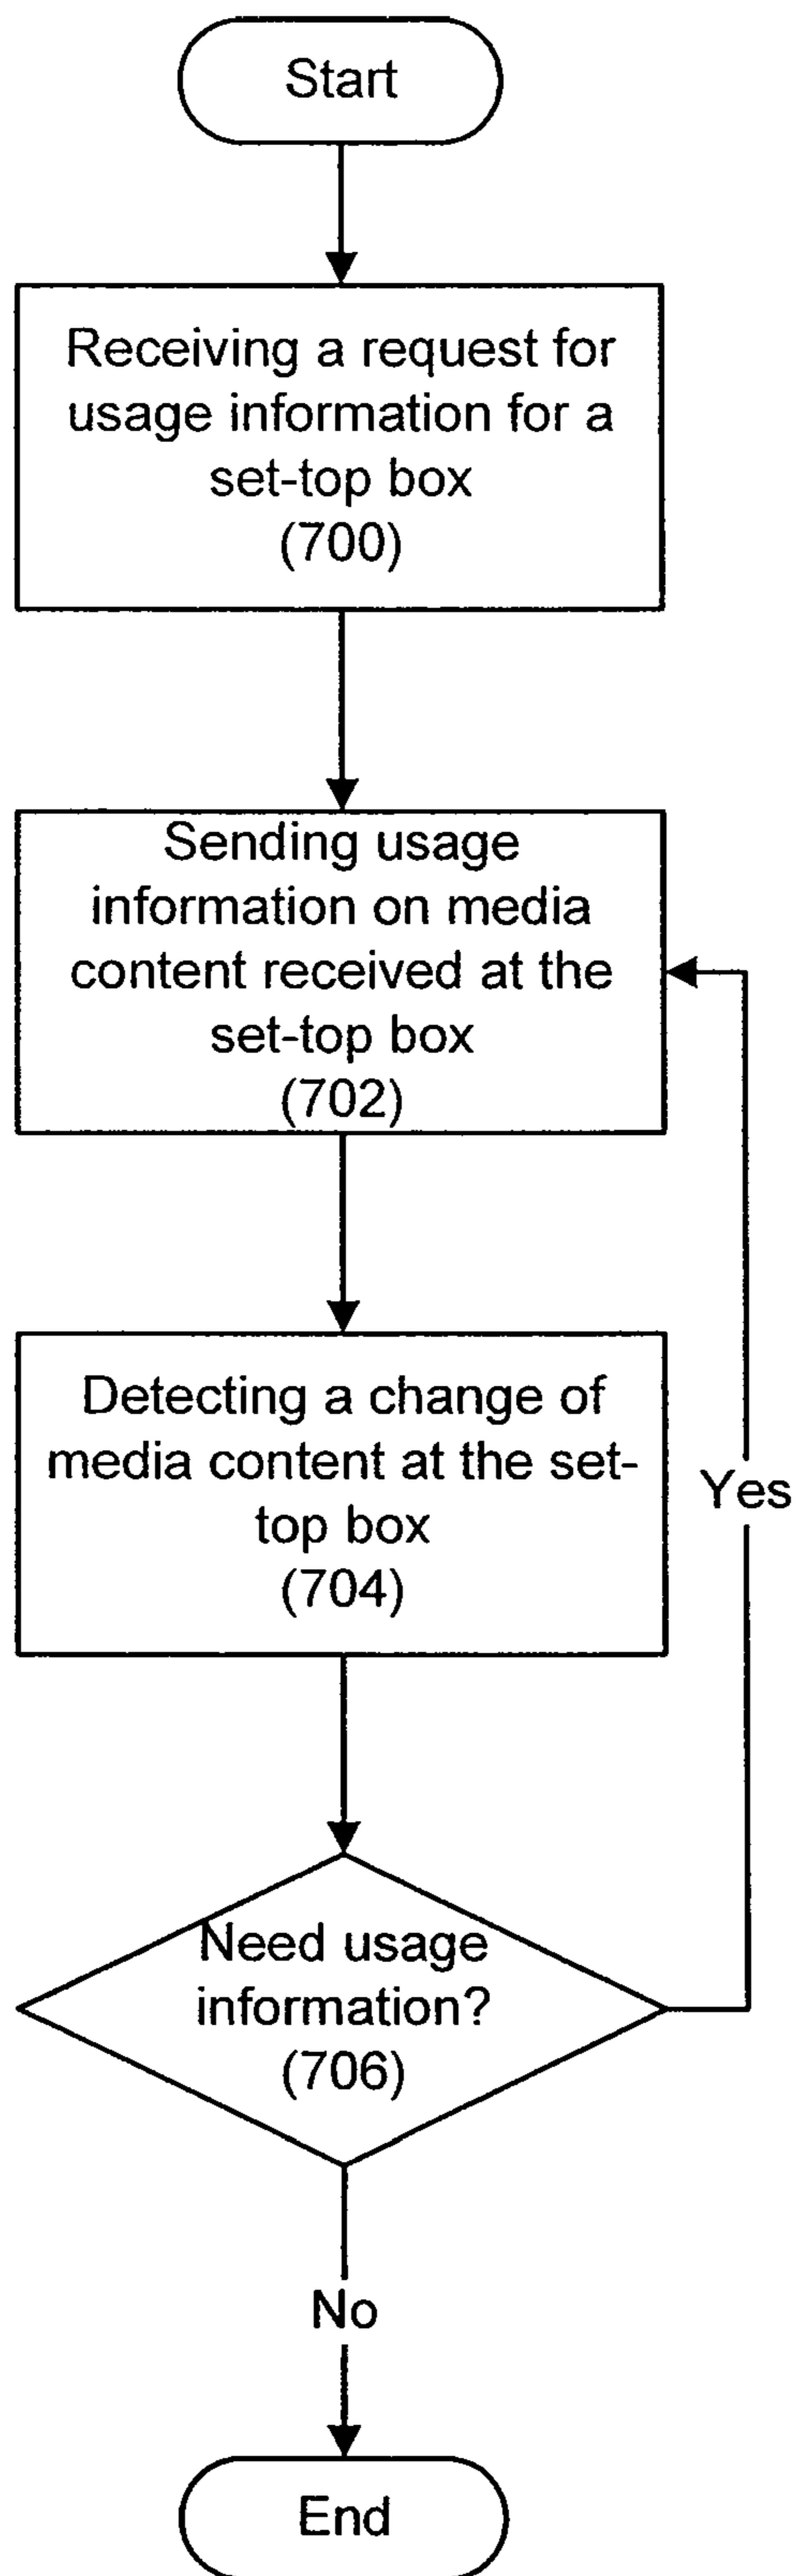 Start
Receiving a request for
usage information for a
set-top box
(700)
Sending usage
information on media
content received at the
set-top box
(702)
Detecting a change of
media content at the set-
top box
(704)
Yes
Need usage
information?
(706)
No
End